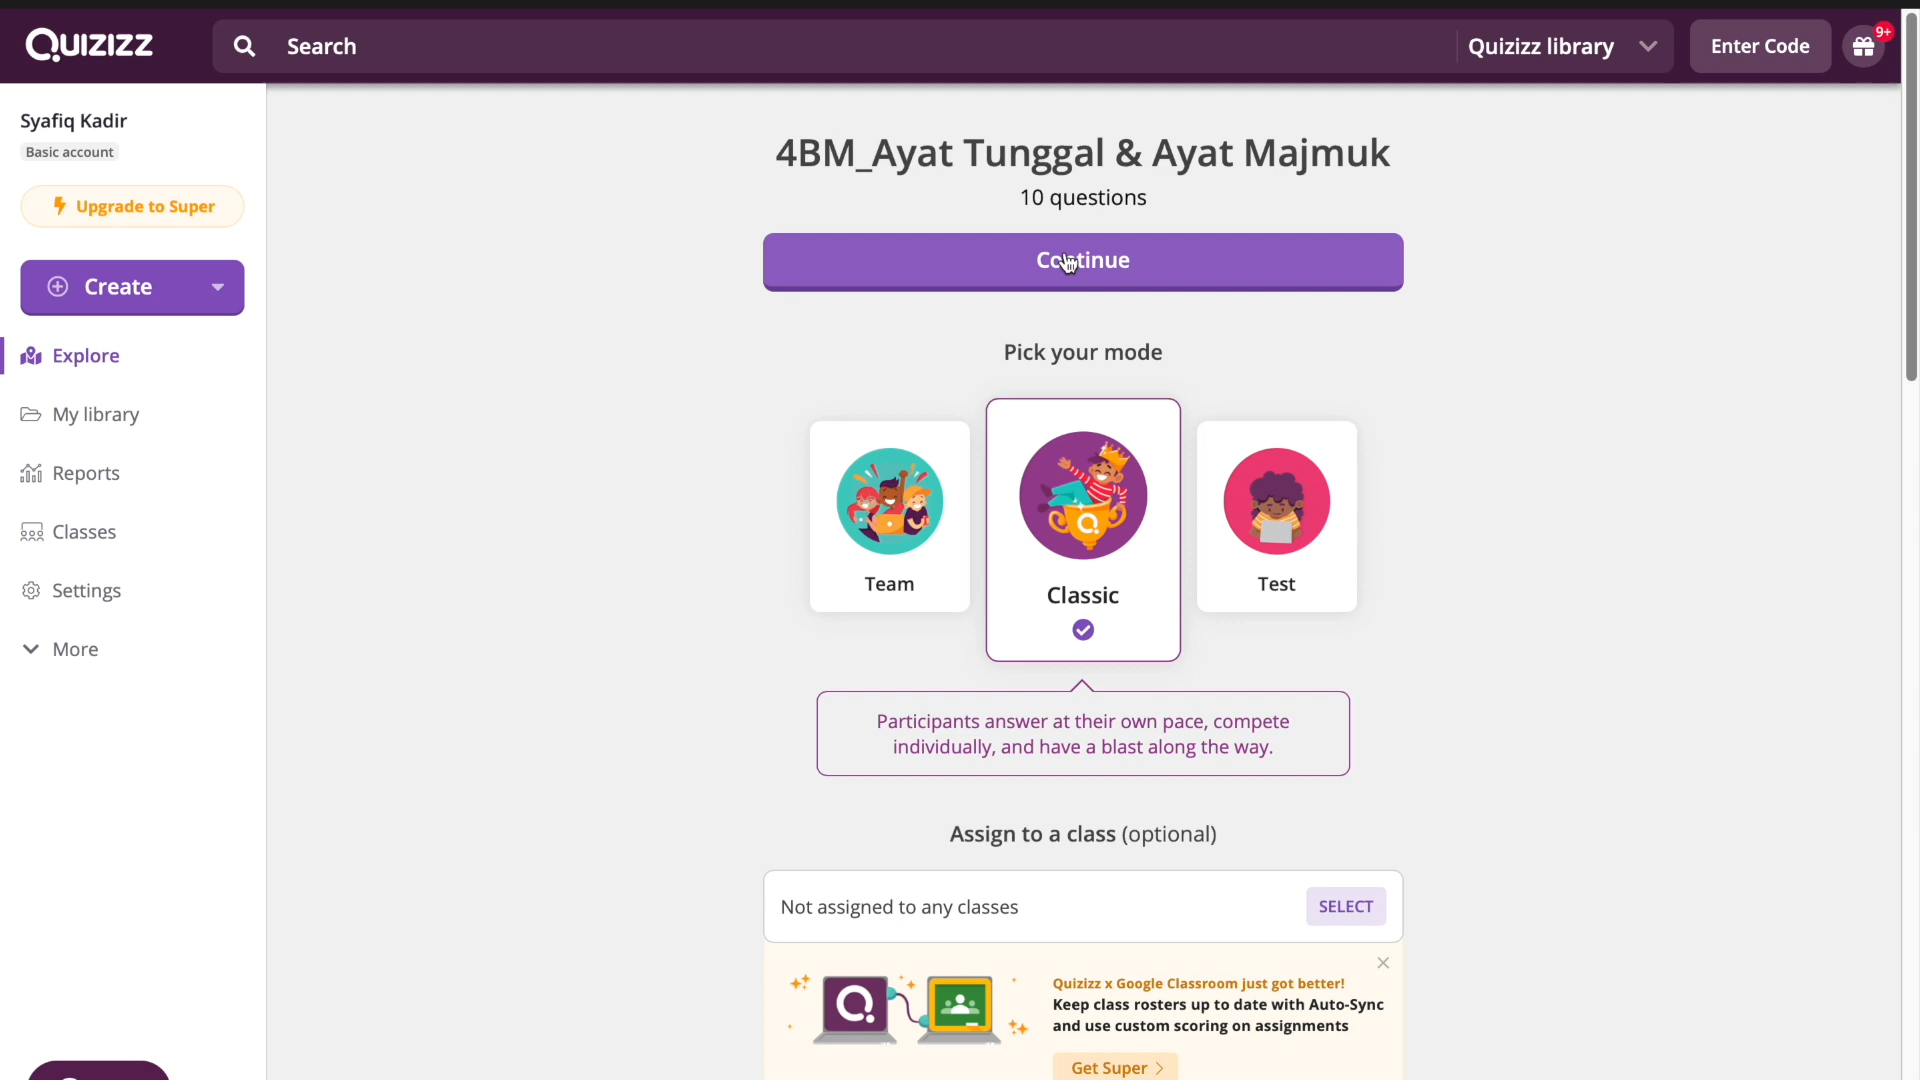 QUIZIZZ
Search
Quizizz library
Enter Code
9+
Syafiq Kadir
Basic account
Upgrade to Super
Create
Explore
My library
Reports
Classes
Settings
More
4BM_Ayat Tunggal & Ayat Majmuk
10 questions
Continue
Pick your mode
Team
Classic
Test
Participants answer at their own pace, compete
individually, and have a blast along the way.
Assign to a class (optional)
Not assigned to any classes
SELECT
Quizizz x Google Classroom just got better!
Keep class rosters up to date with Auto-Sync
and use custom scoring on assignments
Get Super